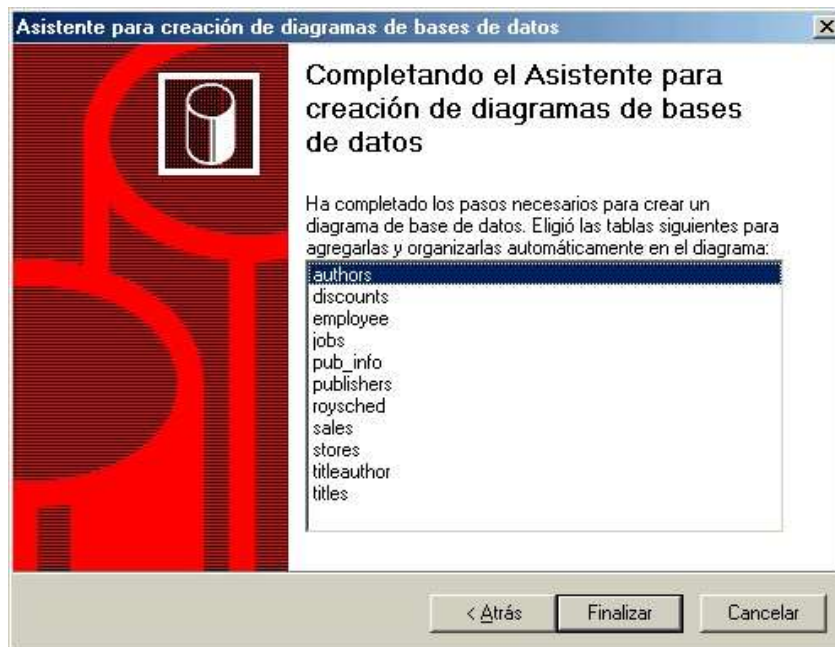 Asistente para creación de diagramas de bases de datos
Completando el Asistente para
creación de diagramas de bases
de datos
Ha completado los pasos necesarios para crear un
diagrama de base de datos. Eligió las tablas siguientes para
agregarlas y organizarlas automáticamente en el diagrama:
authors
discounts
employee
jobs
pub_info
publishers
roysched
sales
stores
titleauthor
titles
< Atrás
Finalizar
Cancelar